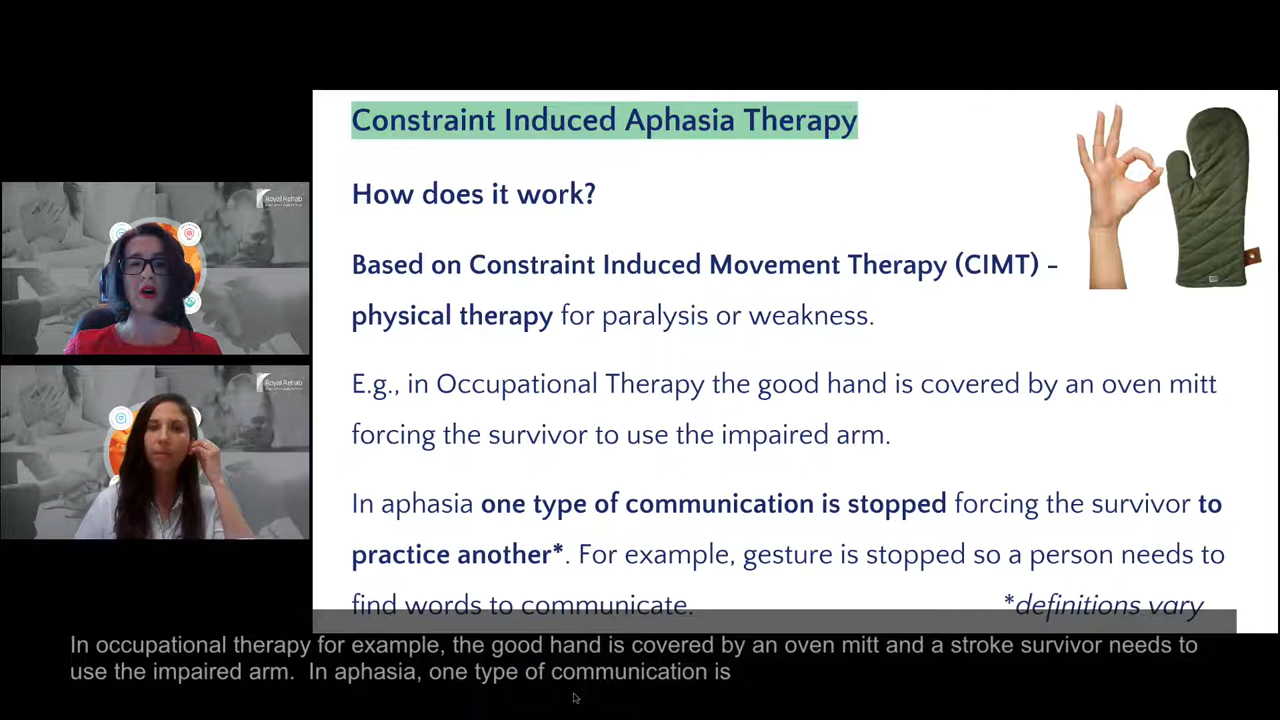 Constraint Induced Aphasia Therapy
How does it work?
Based on Constraint Induced Movement Therapy (CIMT) -
physical therapy for paralysis or weakness.
E.g., in Occupational Therapy the good hand is covered by an oven mitt
forcing the survivor to use the impaired arm.
In aphasia one type of communication is stopped forcing the survivor to
practice another*. For example, gesture is stopped so a person needs to
find words to communicate. *definitions vary
Royal Rehab
Royal Rehab
In occupational therapy for example, the good hand is covered by an oven mitt and a stroke survivor needs to
use the impaired arm.  In aphasia, one type of communication is